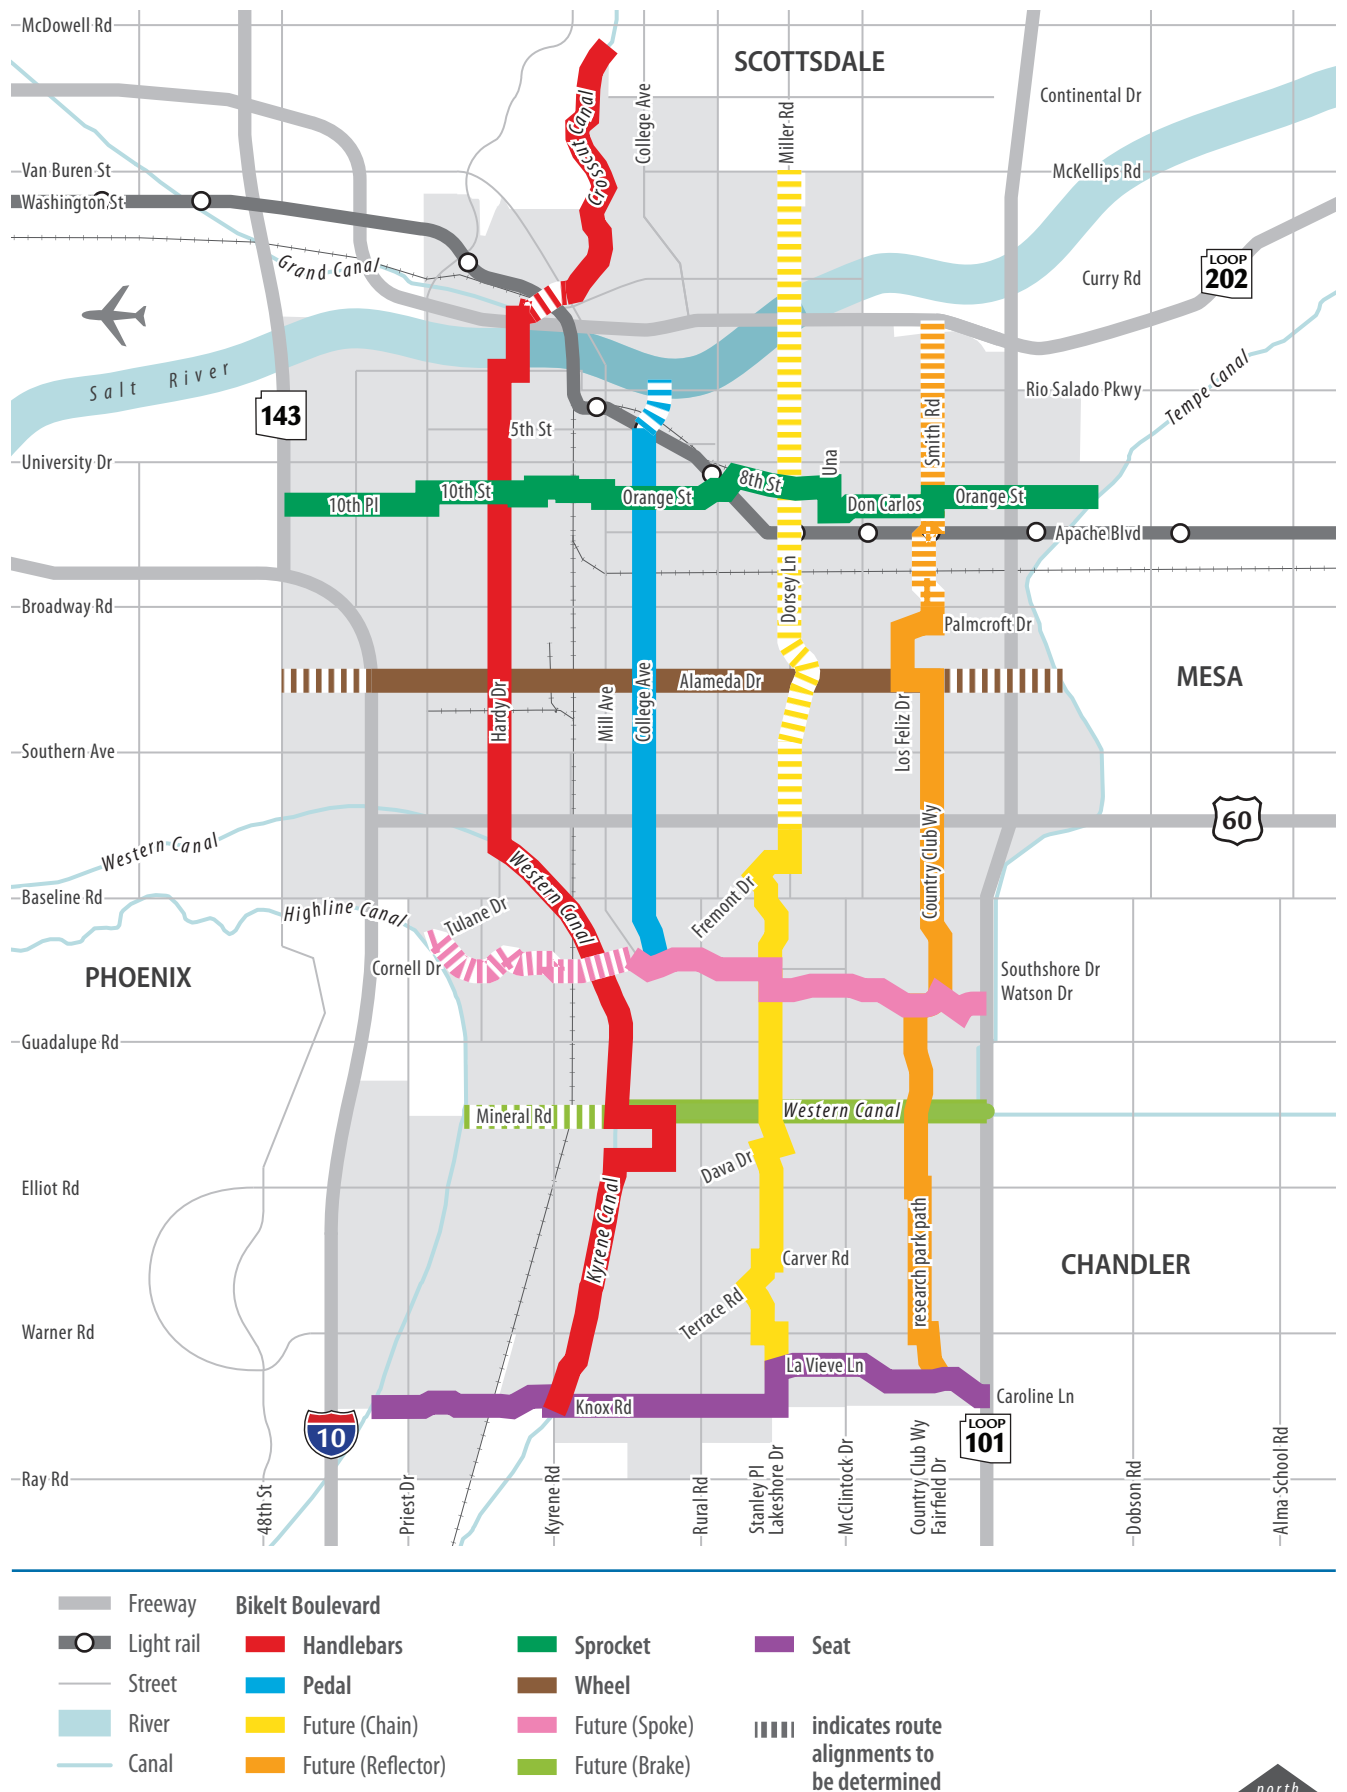 McDowell Rd
SCOTTSDALE
Continental Dr
College Ave
Miller Rd
Crosscut Canal
Van Buren St
McKellips Rd
Washington St
Grand Canal
Curry Rd
LOOP
202
Salt River
143
Rio Salado Pkwy
Tempe Canal
5th St
Smith Rd
University Dr
Una
8th St
10th St
10th Pl
Orange St
Don Carlos
Orange St
Apache Blvd
Dorsey Ln
Broadway Rd
Palmcroft Dr
Alameda Dr
MESA
Hardy Dr
Mill Ave
College Ave
Los Feliz Dr
Southern Ave
60
Western Canal
Country Club Wy
Western Canal
Baseline Rd
Highline Canal
Tulane Dr
Fremont Dr
Cornell Dr
PHOENIX
Southshore Dr
Watson Dr
Guadalupe Rd
Mineral Rd
Western Canal
Dava Dr
Elliot Rd
Kyrene Canal
research park path
Carver Rd
CHANDLER
Terrace Rd
Warner Rd
La Vieve Ln
Knox Rd
Caroline Ln
10
LOOP
101
Ray Rd
48th St
Priest Dr
Kyrene Rd
Rural Rd
Stanley Pl
Lakeshore Dr
McClintock Dr
Country Club Wy
Fairfield Dr
Dobson Rd
Alma School Rd
Freeway
Light rail
Street
River
Canal
BikeIt Boulevard
Handlebars
Pedal
Future (Chain)
Future (Reflector)
Sprocket
Wheel
Future (Spoke)
Future (Brake)
Seat
indicates route
alignments to
be determined
north